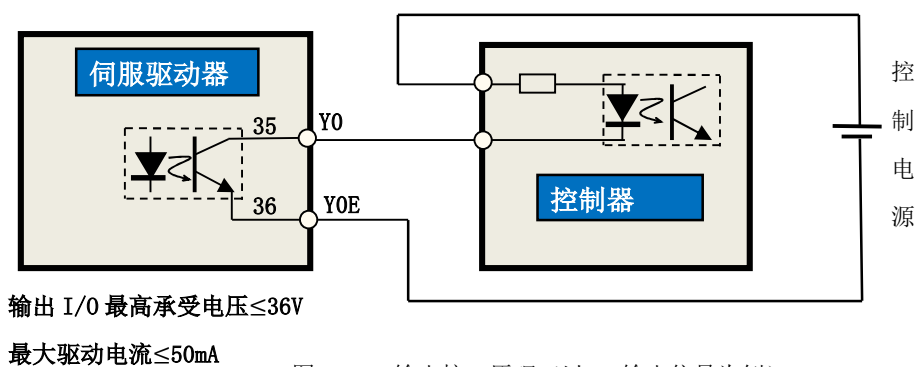 伺服驱动器
35
Y0
36
Y0E
控制器
控
制
电
源
输出 I/O 最高承受电压≤36V
最大驱动电流≤50mA